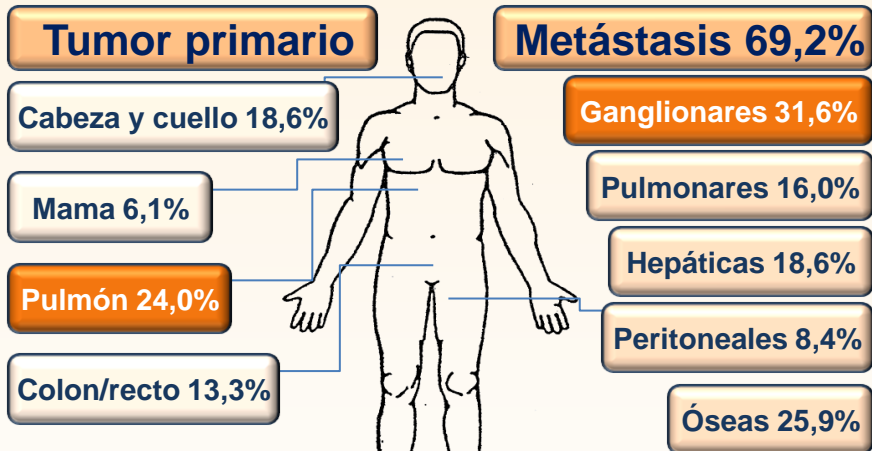 Tumor primario
Cabeza y cuello 18,6%
Mama 6,1%
Pulmón 24,0%
Colon/recto 13,3%
Metástasis 69,2%
Ganglionares 31,6%
Pulmonares 16,0%
Hepáticas 18,6%
Peritoneales 8,4%
Óseas 25,9%